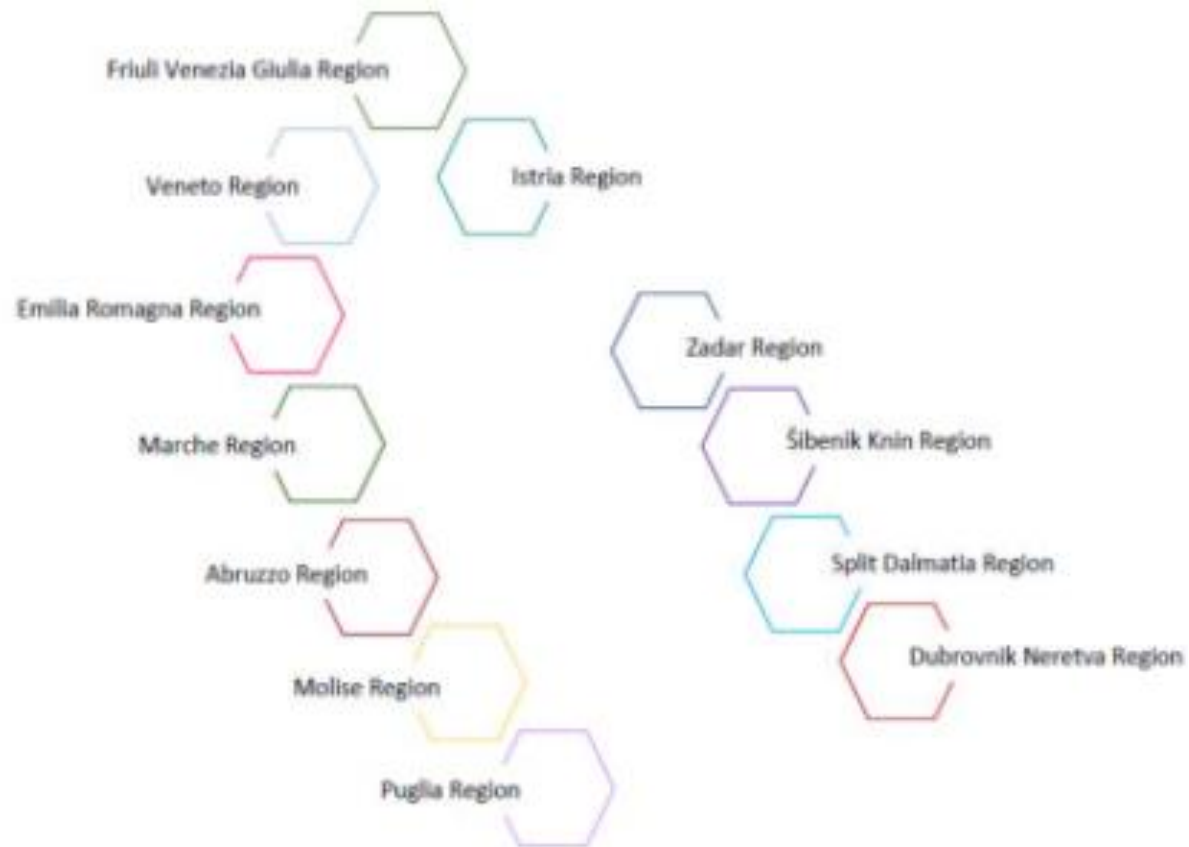 Friuli Venezia Giulia Region
Istria Region
Veneto Region
Emilia Romagna Region
Zadar Region
Šibenik Knin Region
Marche Region
Split Dalmatia Region
Abruzzo Region
Dubrovnik Neretva Region
Molise Region
Puglia Region